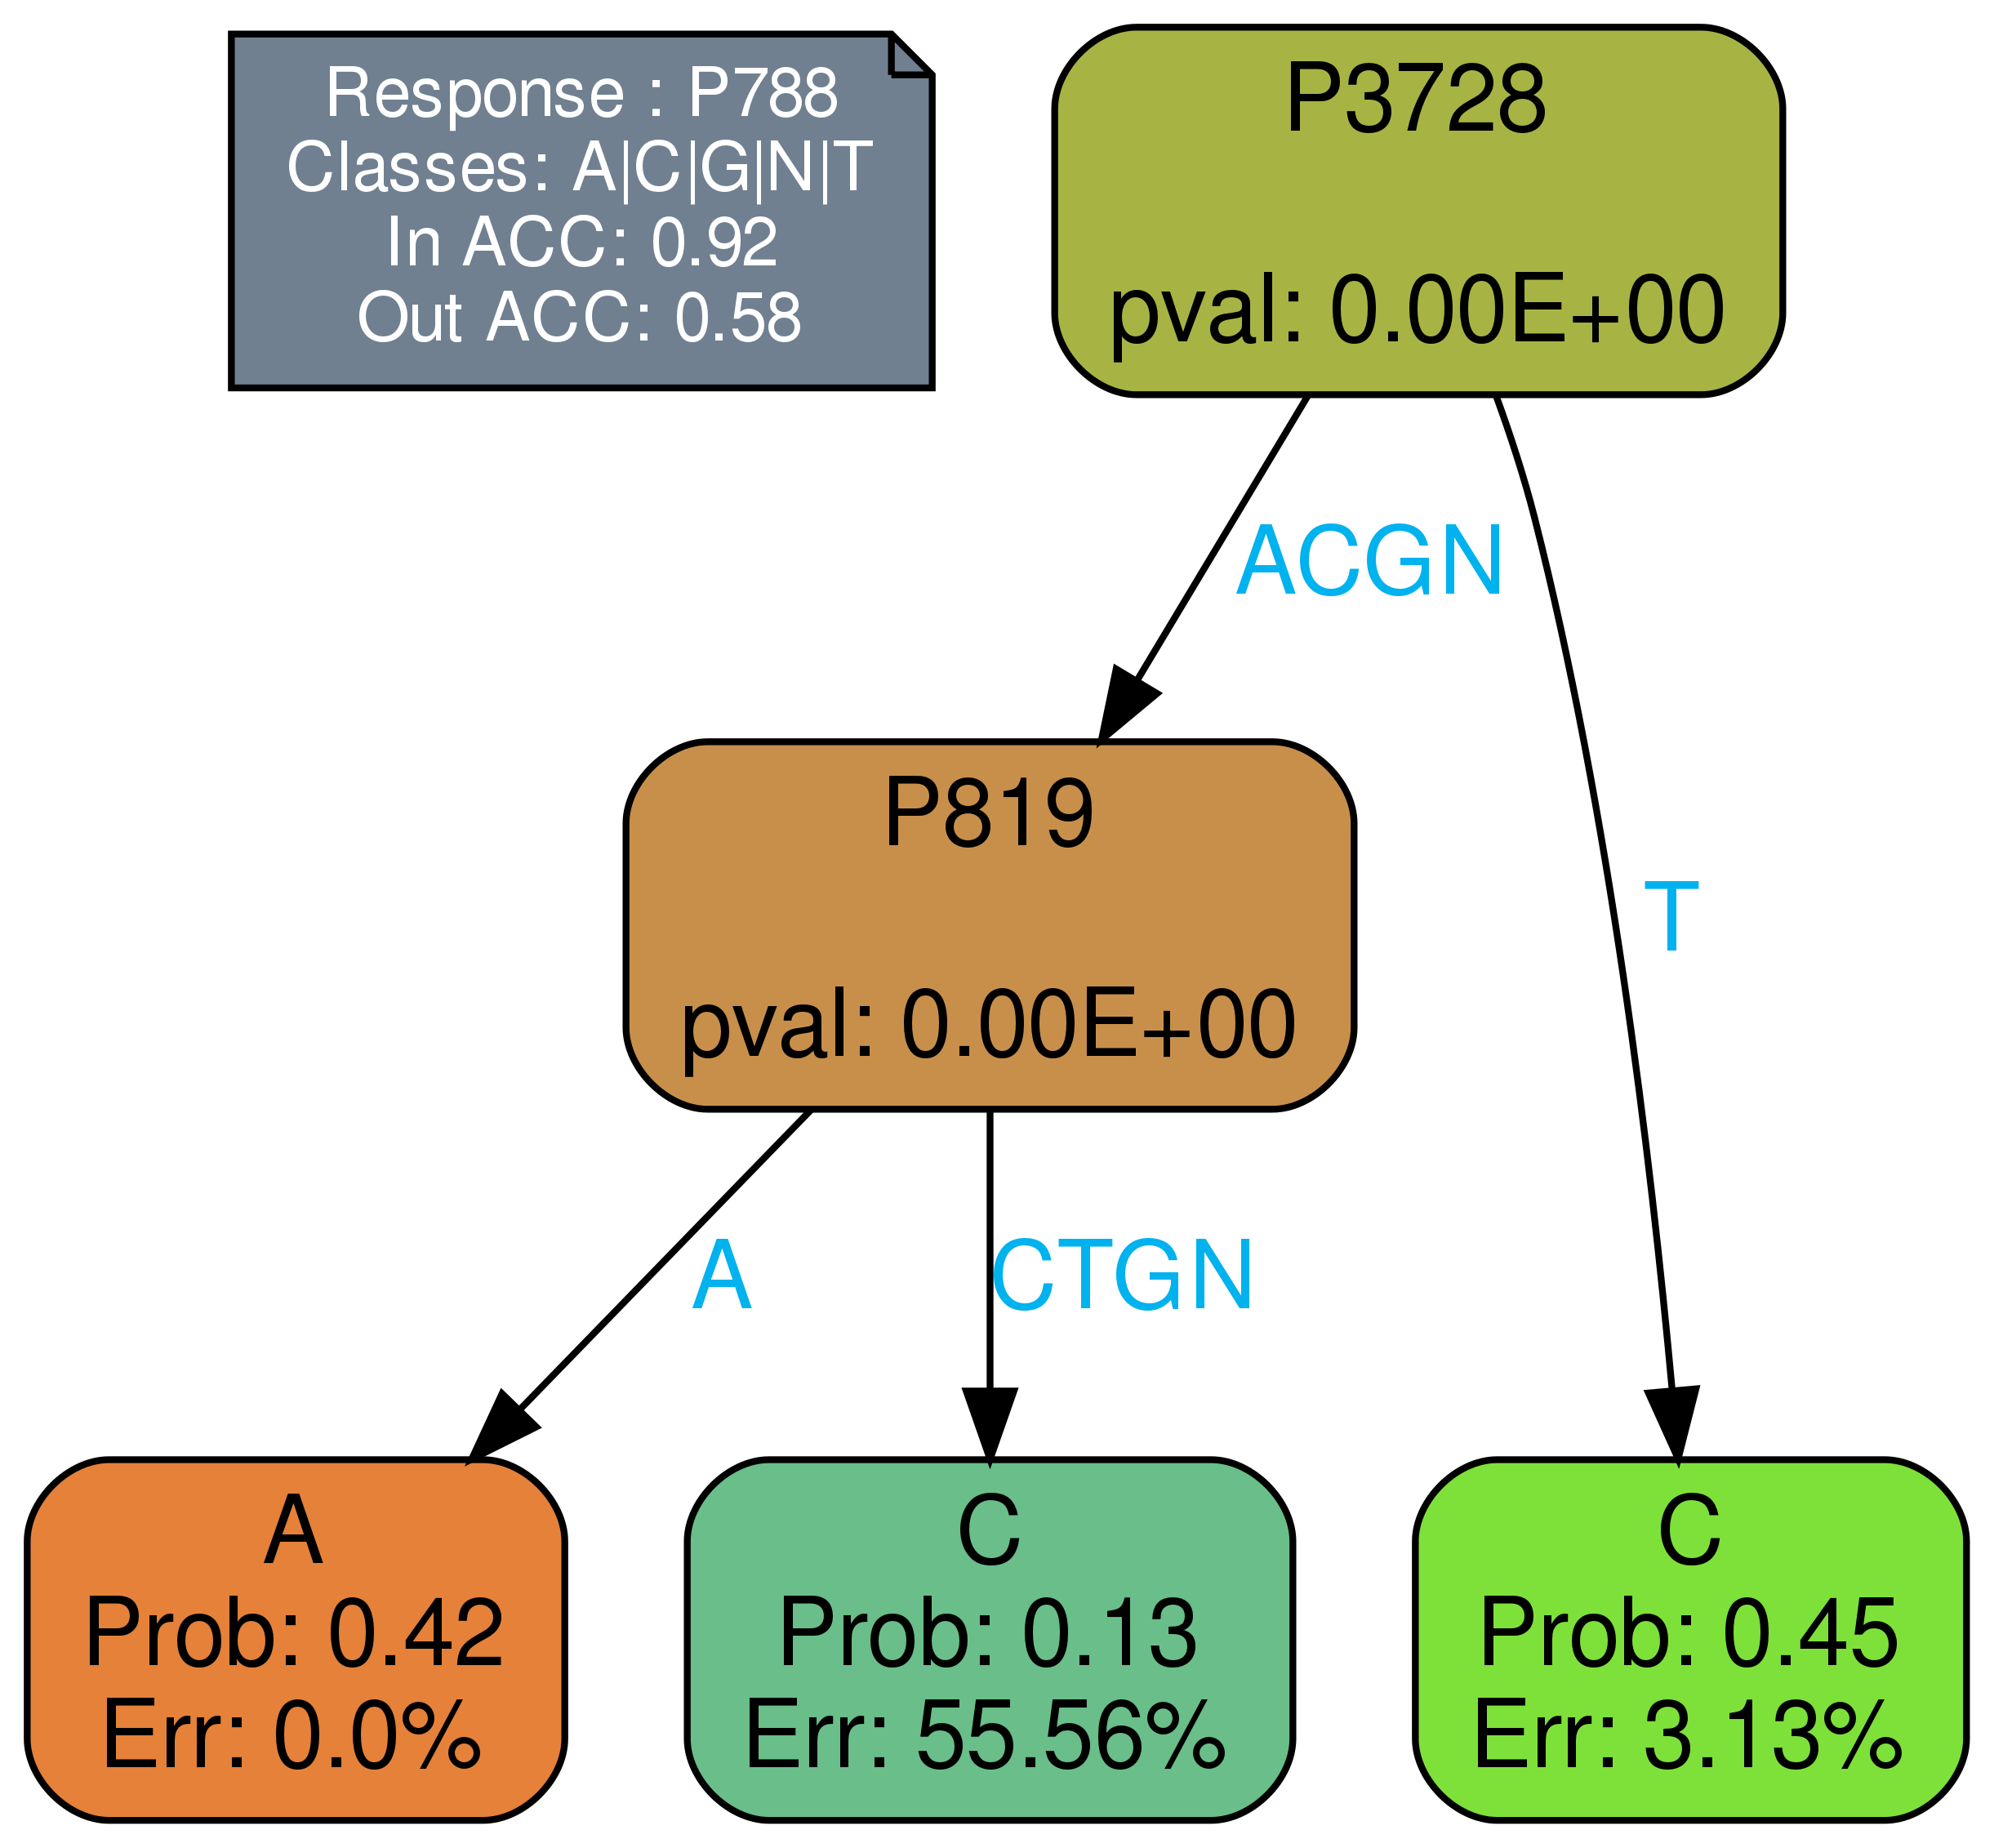 Response : P788
Classes: A|C|G|N|T
In ACC: 0.92
Out ACC: 0.58
P3728
pval: 0.00E+00
ACGN
T
P819
pval: 0.00E+00
A
CTGN
A
Prob: 0.42
Err: 0.0%
C
Prob: 0.13
Err: 55.56%
C
Prob: 0.45
Err: 3.13%